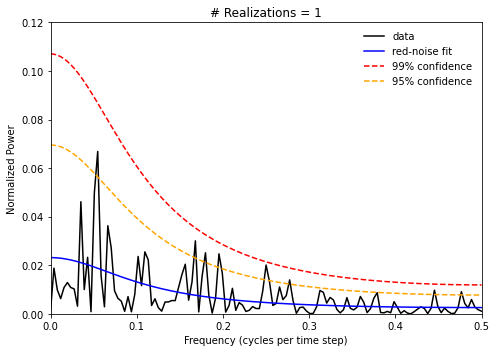 # Realizations = 1
data
red-noise fit
99% confidence
95% confidence
Normalized Power
0.12
0.10
0.08
0.06
0.04
0.02
0.00
0.0
0.1
0.2
0.3
0.4
0.5
Frequency (cycles per time step)